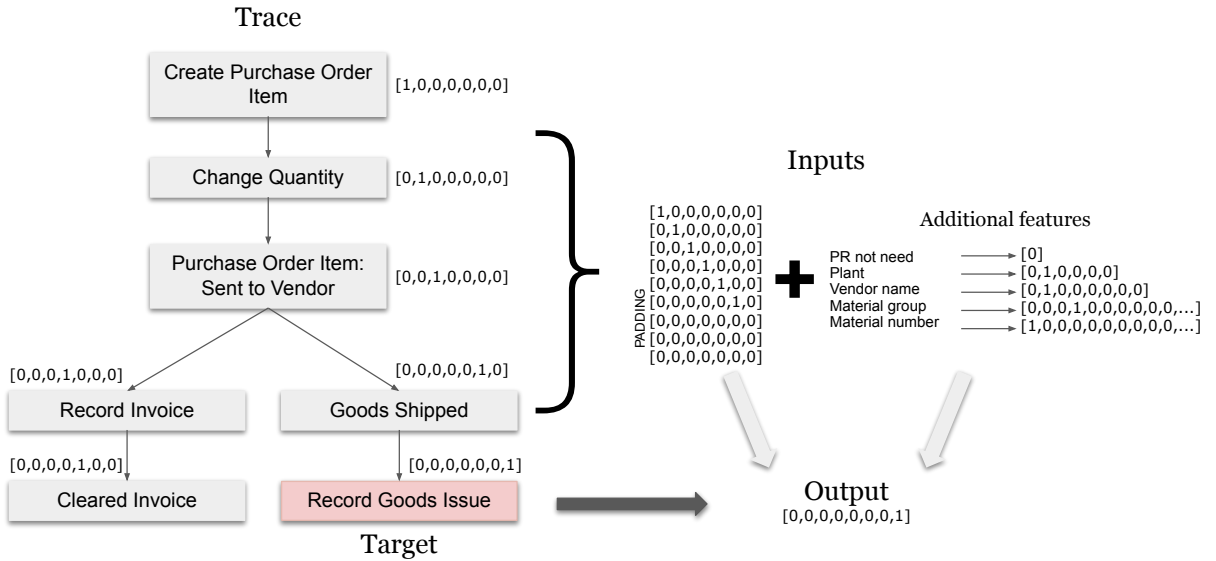 Trace
Create Purchase Order
Item
[1,0,0,0,0,0,0]
Change Quantity
[0,1,0,0,0,0,0]
Purchase Order Item:
Sent to Vendor
[0,0,1,0,0,0,0]
[0,0,0,1,0,0,0]
[0,0,0,0,0,1,0]
Record Invoice
Goods Shipped
[0,0,0,0,1,0,0]
[0,0,0,0,0,0,1]
Cleared Invoice
Record Goods Issue
Target
Inputs
PADDING
[1,0,0,0,0,0,0]
[0,1,0,0,0,0,0]
[0,0,1,0,0,0,0]
[0,0,0,1,0,0,0]
[0,0,0,0,1,0,0]
[0,0,0,0,0,1,0]
[0,0,0,0,0,0,0]
[0,0,0,0,0,0,0]
[0,0,0,0,0,0,0]
Additional features
PR not need [0]
Plant [0,1,0,0,0,0]
Vendor name [0,1,0,0,0,0,0,0]
Material group [0,0,0,1,0,0,0,0,0,0,...]
Material number [1,0,0,0,0,0,0,0,0,0,...]
Output
[0,0,0,0,0,0,0,1]